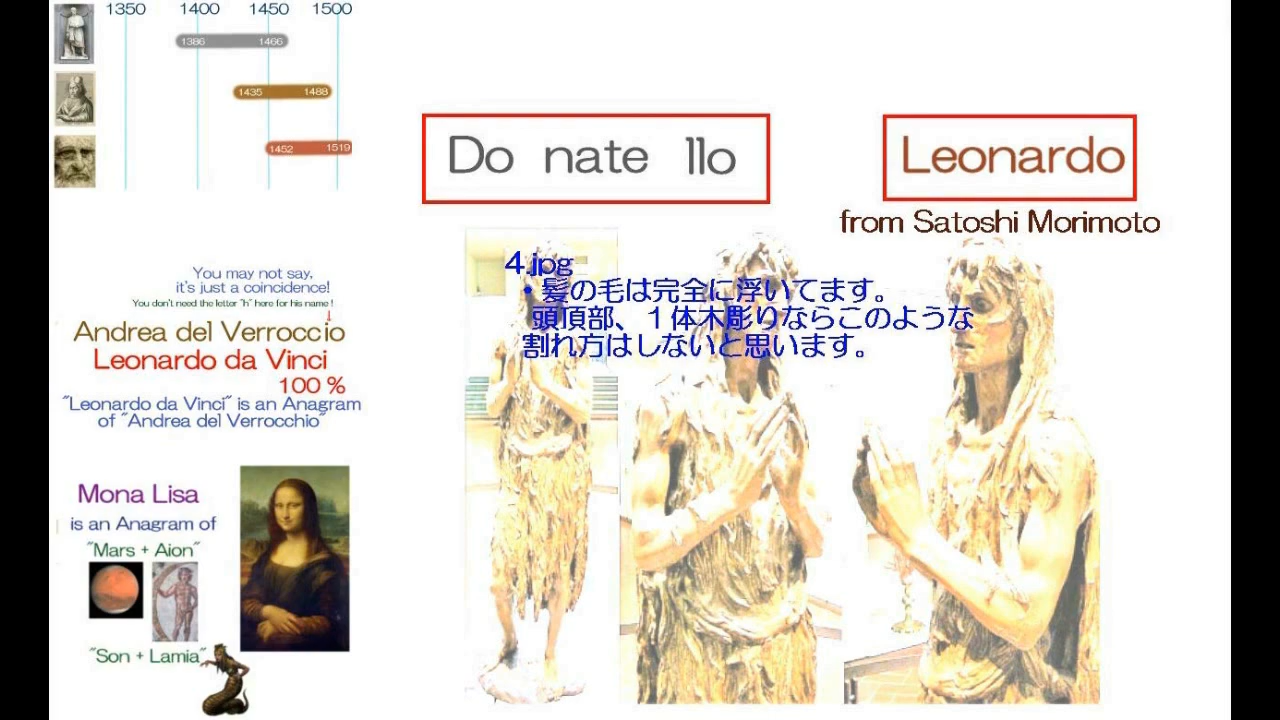 1350 1400 1450 1500
1386 1466
1435 1488
1452 1519
Do nate llo
Leonardo
from Satoshi Morimoto
4.jpg
・髪の毛は完全に浮いてます。
頭頂部、１体木彫りならこのような
割れ方はしないと思います。
You may not say,
it's just a coincidence!
You don't need the letter "h" here for his name !
↓
Andrea del Verroccio
Leonardo da Vinci
100 %
"Leonardo da Vinci" is an Anagram
of "Andrea del Verrocchio"
Mona Lisa
is an Anagram of
"Mars + Aion"
"Son + Lamia"